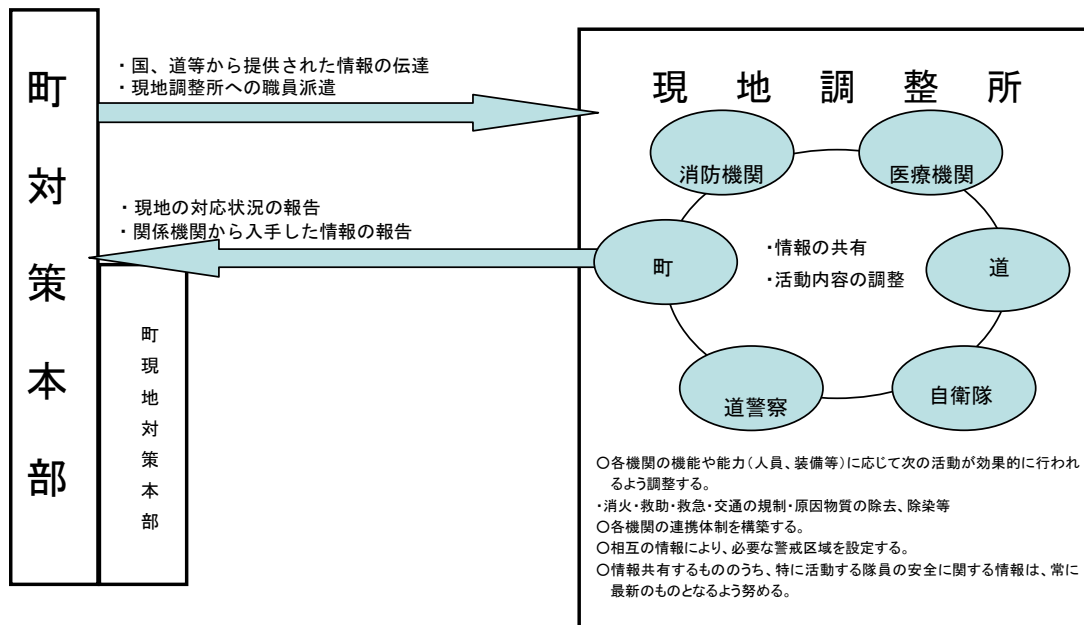 町対策本部
・国、道等から提供された情報の伝達
・現地調整所への職員派遣
・現地の対応状況の報告
・関係機関から入手した情報の報告
町現地対策本部
現地調整所
消防機関
医療機関
町
・情報の共有
・活動内容の調整
道
道警察
自衛隊
〇各機関の機能や能力(人員、装備等)に応じて次の活動が効果的に行われ
るよう調整する。
・消火・救助・救急・交通の規制・原因物質の除去、除染等
〇各機関の連携体制を構築する。
〇相互の情報により、必要な警戒区域を設定する。
〇情報共有するもののうち、特に活動する隊員の安全に関する情報は、常に
最新のものとなるよう努める。